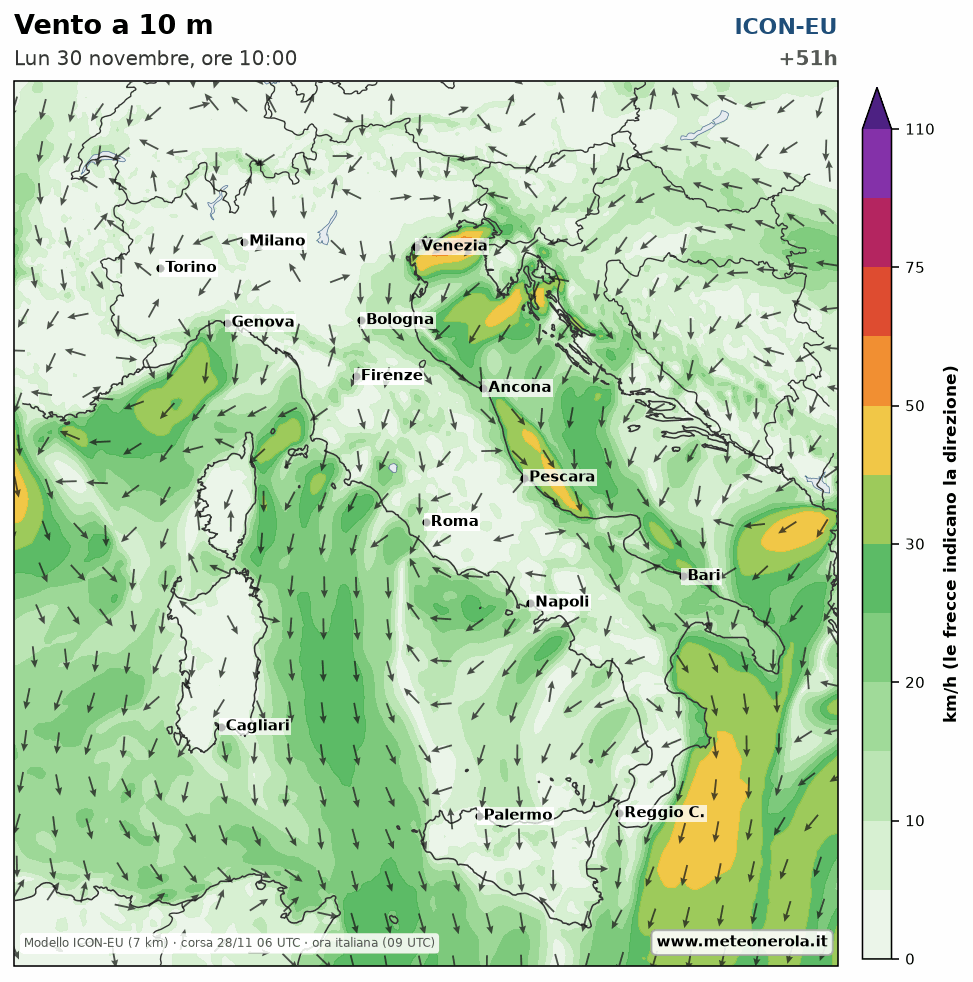 Vento a 10 m
ICON-EU
Lun 30 novembre, ore 10:00
+51h
110
75
50
30
20
10
0
km/h (le frecce indicano la direzione)
Venezia
Milano
Torino
Genova
Bologna
Firenze
Ancona
Pescara
Roma
Bari
Napoli
Cagliari
Palermo
Reggio C.
Modello ICON-EU (7 km) · corsa 28/11 06 UTC · ora italiana (09 UTC)
www.meteonerola.it